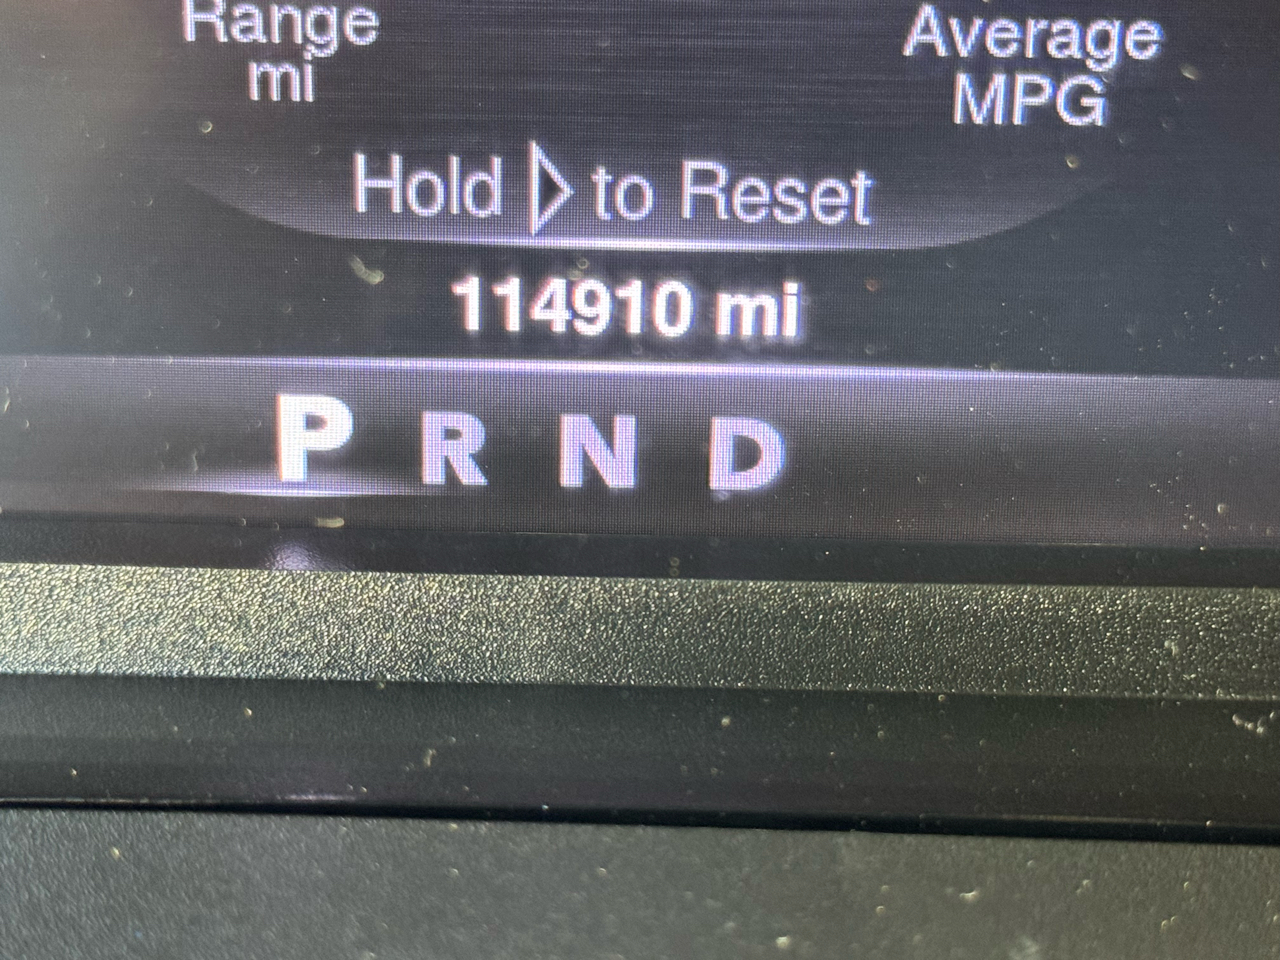 Range
mi
Average
MPG
Hold ▷ to Reset
114910 mi
P R N D